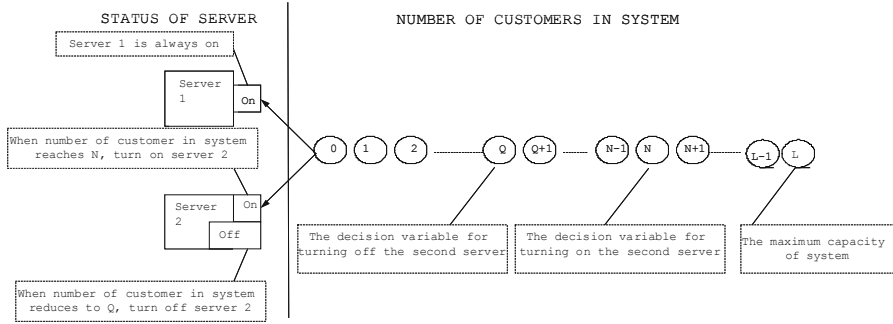 STATUS OF SERVER
NUMBER OF CUSTOMERS IN SYSTEM
Server 1 is always on
Server
1
On
When number of customer in system
reaches N, turn on server 2
0 1 2 Q Q+1 N-1 N N+1 L-1 L
Server
2
On
Off
The decision variable for
turning off the second server
The decision variable for
turning on the second server
The maximum capacity
of system
When number of customer in system
reduces to Q, turn off server 2